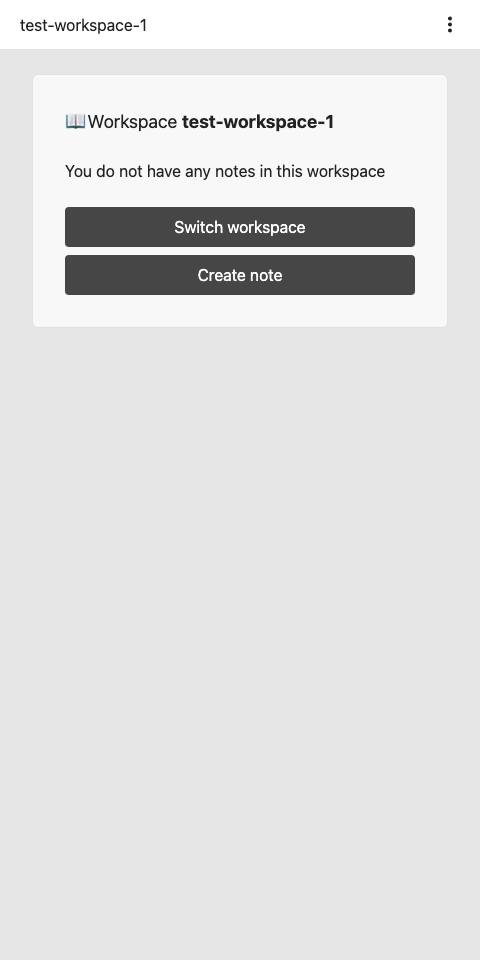 test-workspace-1
📖Workspace test-workspace-1
You do not have any notes in this workspace
Switch workspace
Create note